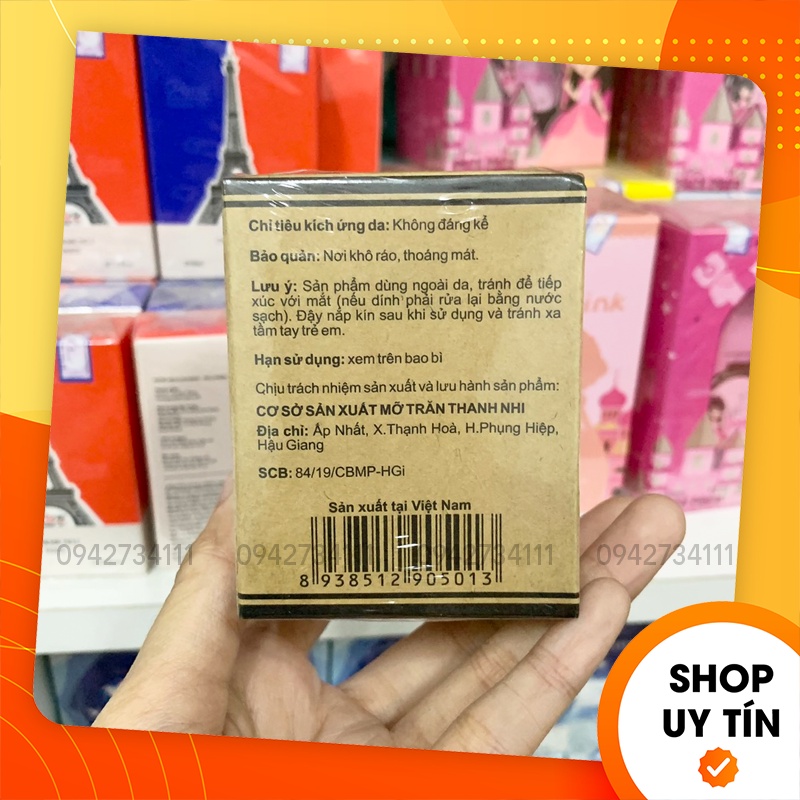 Chỉ tiêu kích ứng da: Không đáng kể
Bảo quản: Nơi khô ráo, thoáng mát.
Lưu ý: Sản phẩm dùng ngoài da, tránh để tiếp
xúc với mắt (nếu dính phải rửa lại bằng nước
sạch). Đậy nắp kín sau khi sử dụng và tránh xa
tầm tay trẻ em.
Hạn sử dụng: xem trên bao bì
Chịu trách nhiệm sản xuất và lưu hành sản phẩm:
CƠ SỞ SẢN XUẤT MỠ TRĂN THANH NHI
Địa chỉ: Ấp Nhất, X.Thạnh Hoà, H.Phụng Hiệp,
Hậu Giang
SCB: 84/19/CBMP-HGi
Sản xuất tại Việt Nam
0942734111 0942734111 0942734111
8 938512 905013
SHOP
UY TÍN